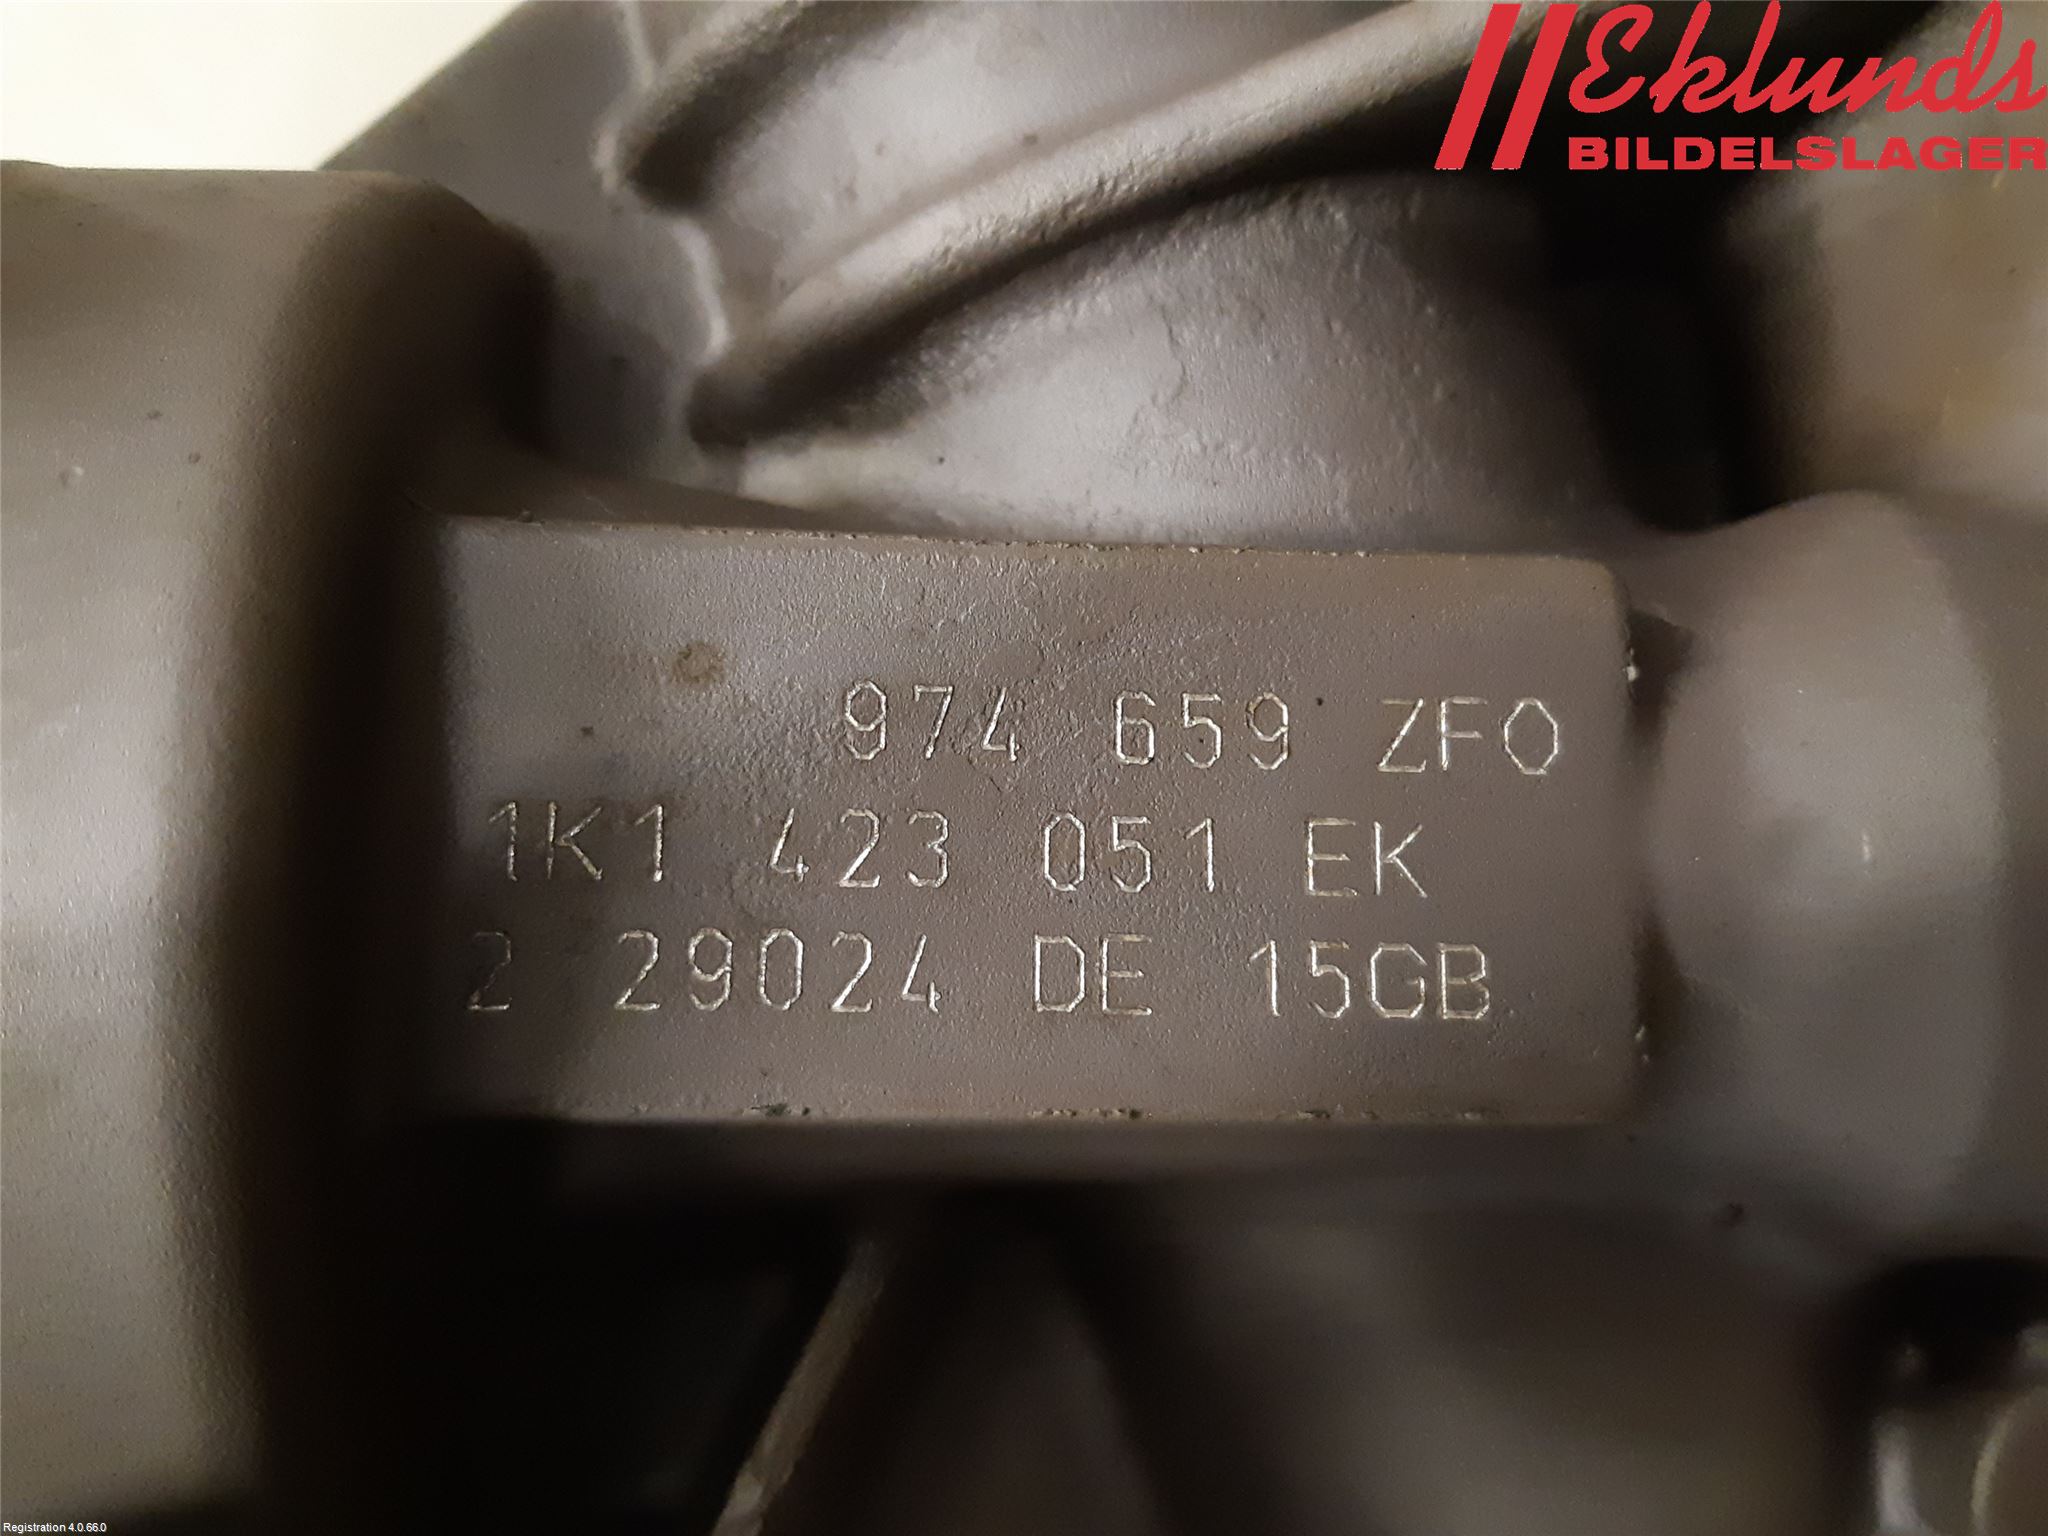 Eklunds
BILDELSLAGER
974 659 ZFO
1K1 423 051 EK
2 29024 DE 15GB
Registration 4.0.66.0